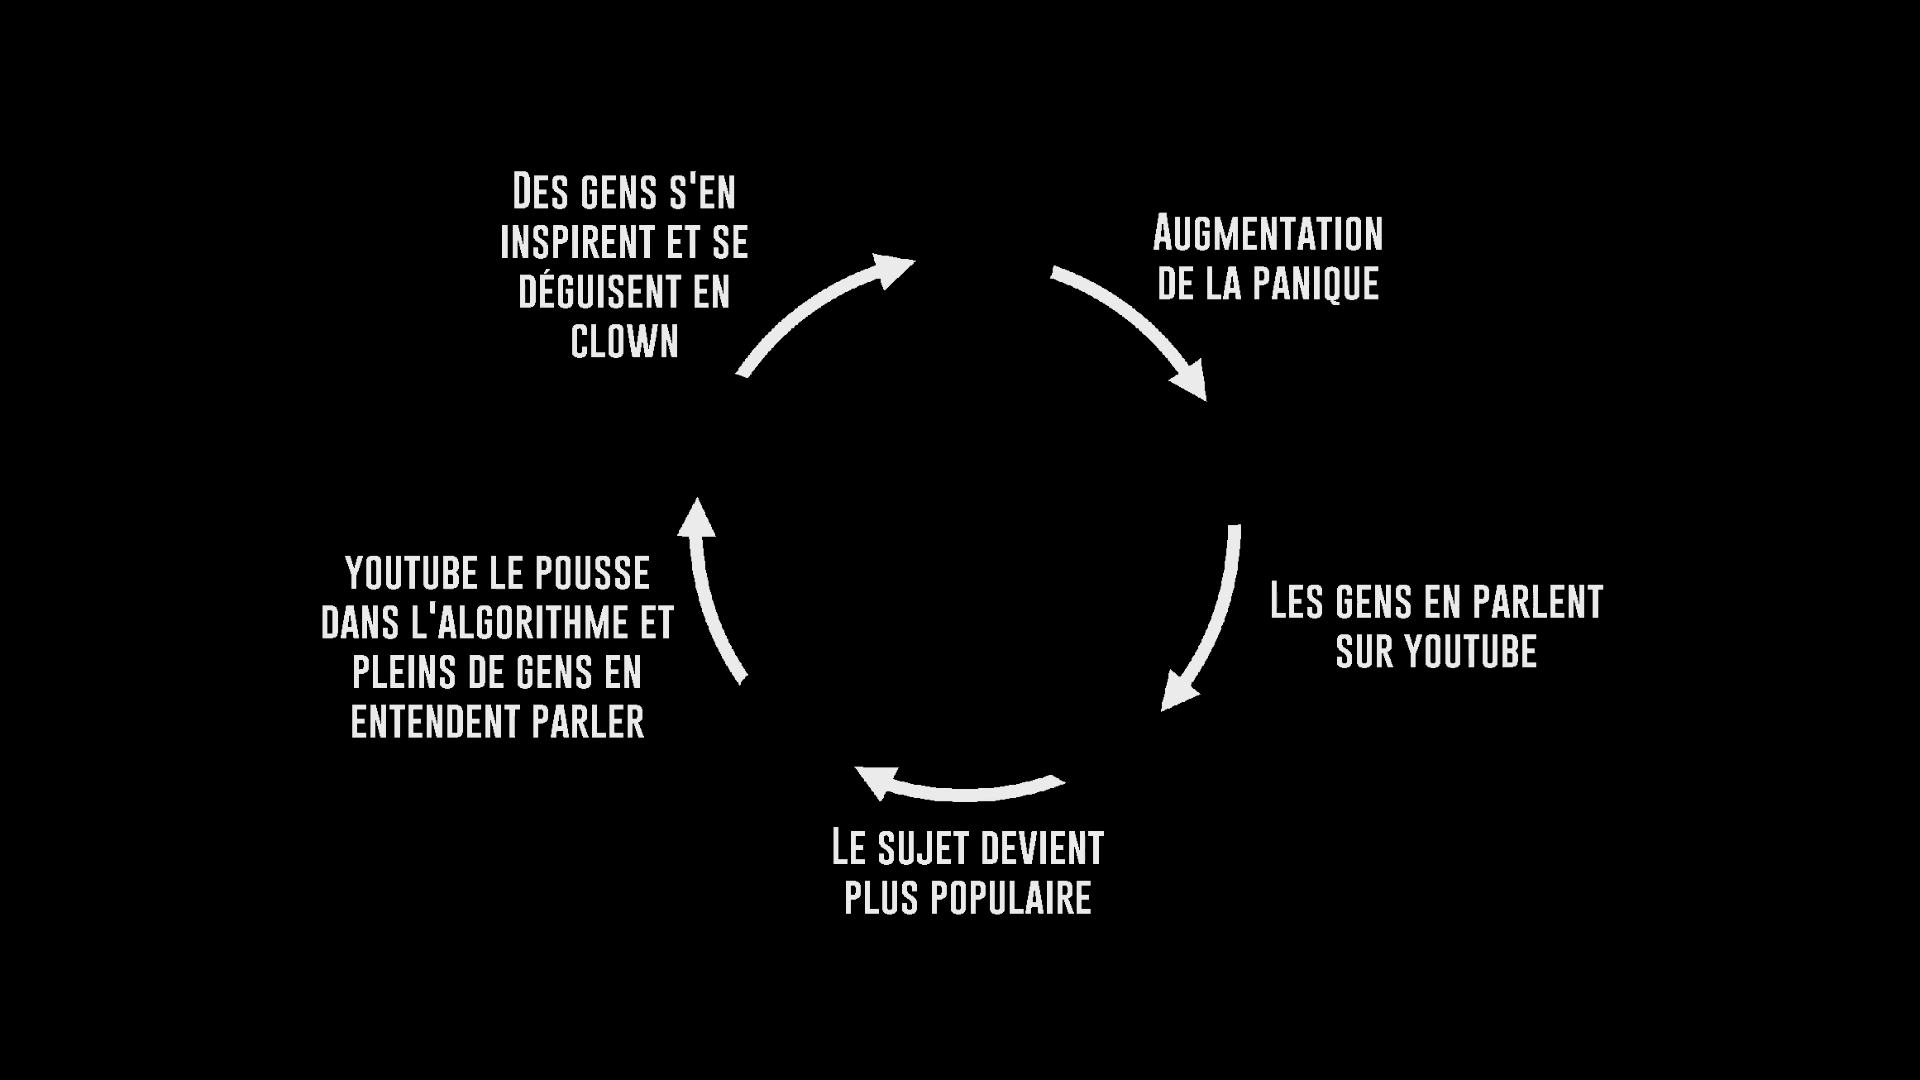 Des gens s'en
inspirent et se
déguisent en
clown
Augmentation
de la panique
Les gens en parlent
sur youtube
Le sujet devient
plus populaire
youtube le pousse
dans l'algorithme et
pleins de gens en
entendent parler